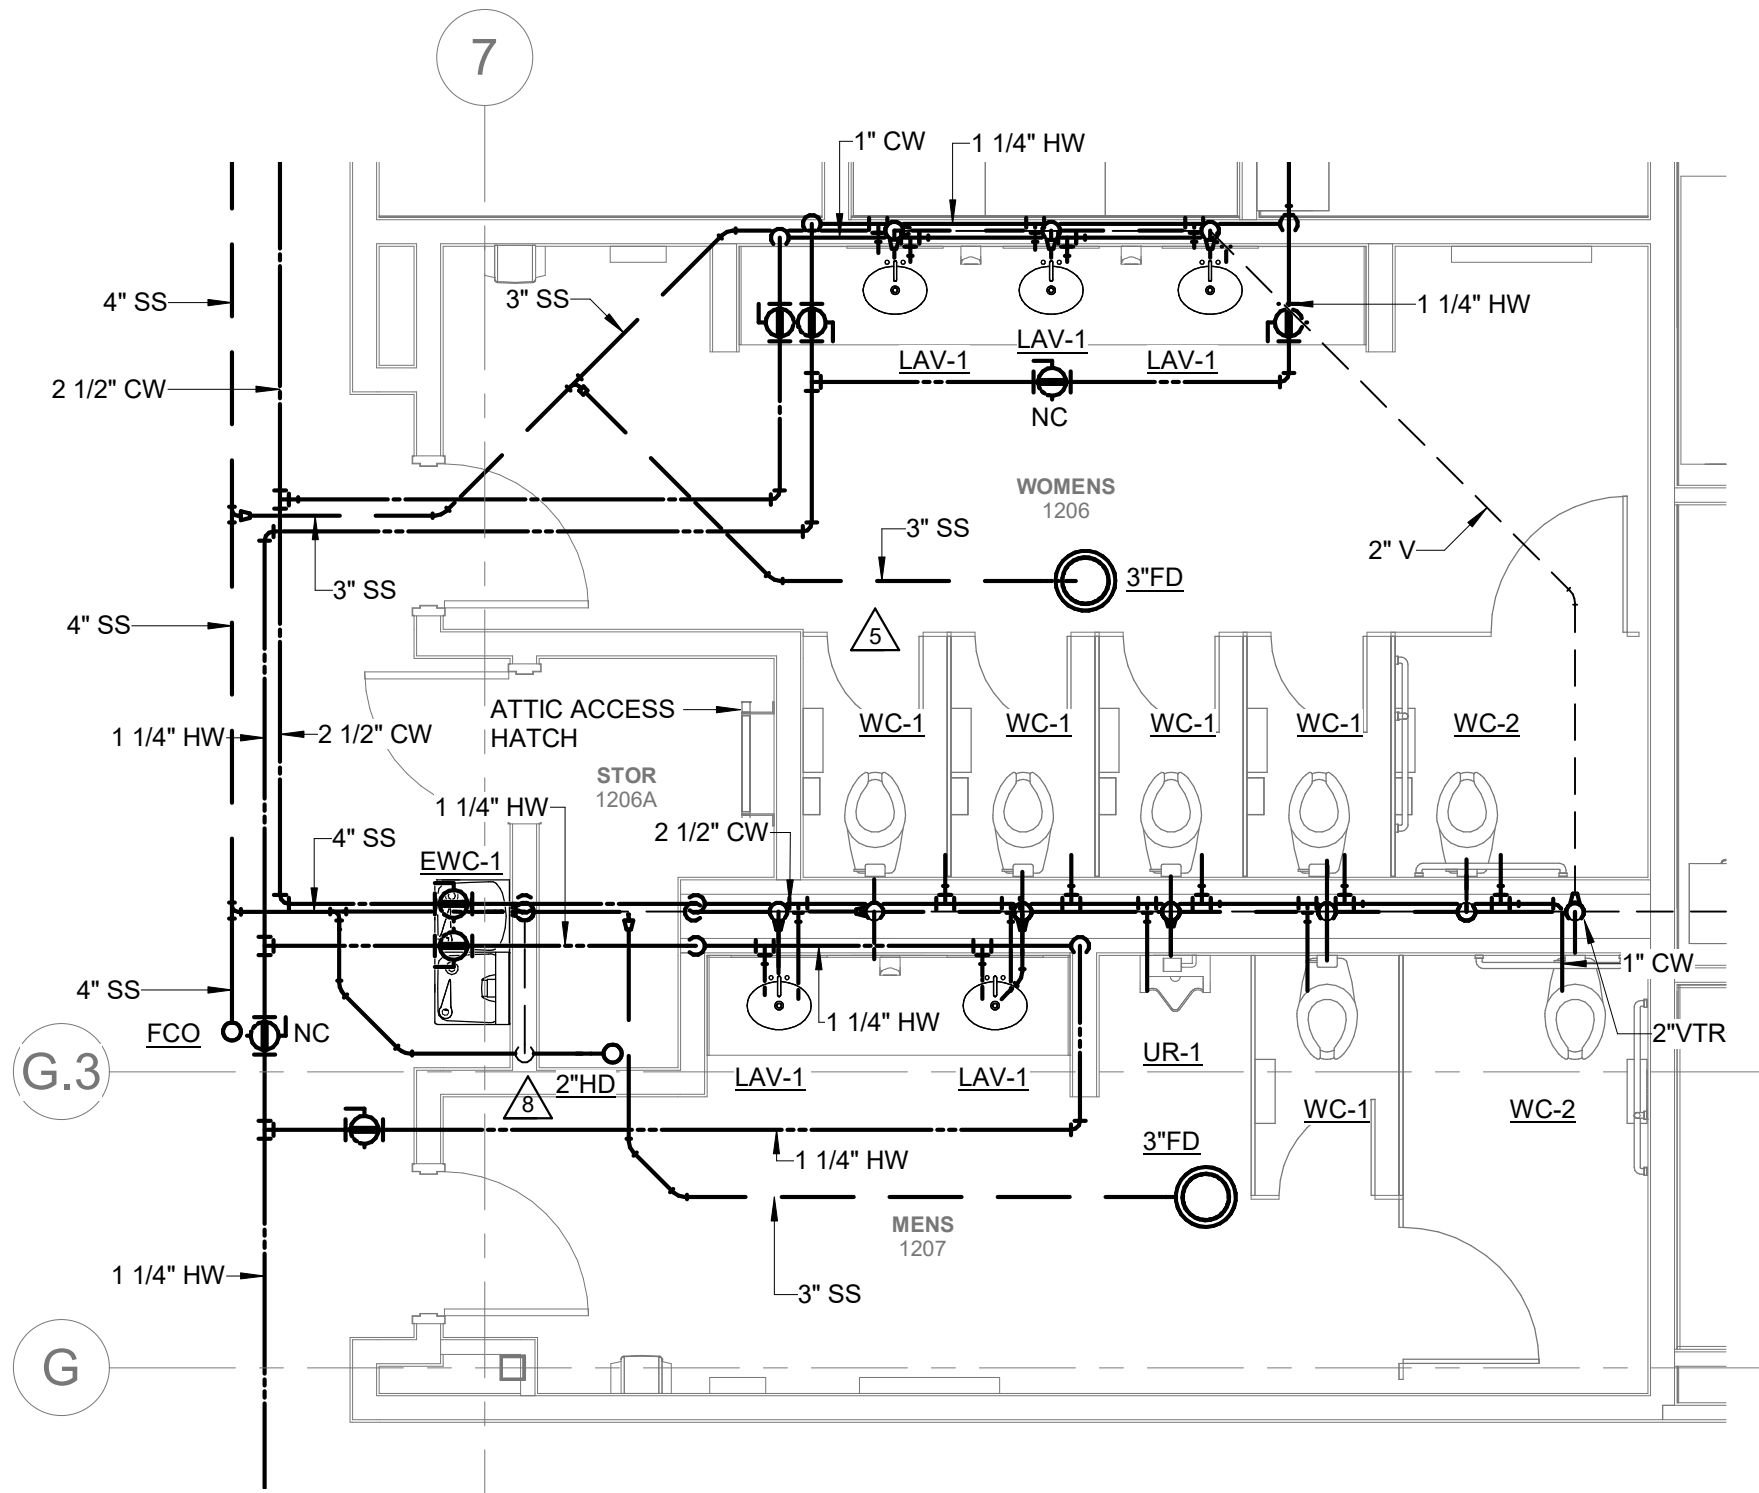 7
1" CW
1 1/4" HW
4" SS
3" SS
1 1/4" HW
LAV-1
LAV-1
LAV-1
2 1/2" CW
NC
WOMENS
1206
3" SS
2" V
3" SS
3"FD
4" SS
5
ATTIC ACCESS
HATCH
WC-1
WC-1
WC-1
WC-1
WC-2
1 1/4" HW
2 1/2" CW
STOR
1206A
1 1/4" HW
2 1/2" CW
4" SS
EWC-1
1" CW
4" SS
1 1/4" HW
FCO
NC
2"VTR
UR-1
G.3
2"HD
LAV-1
LAV-1
8
WC-1
WC-2
3"FD
1 1/4" HW
MENS
1207
1 1/4" HW
3" SS
G